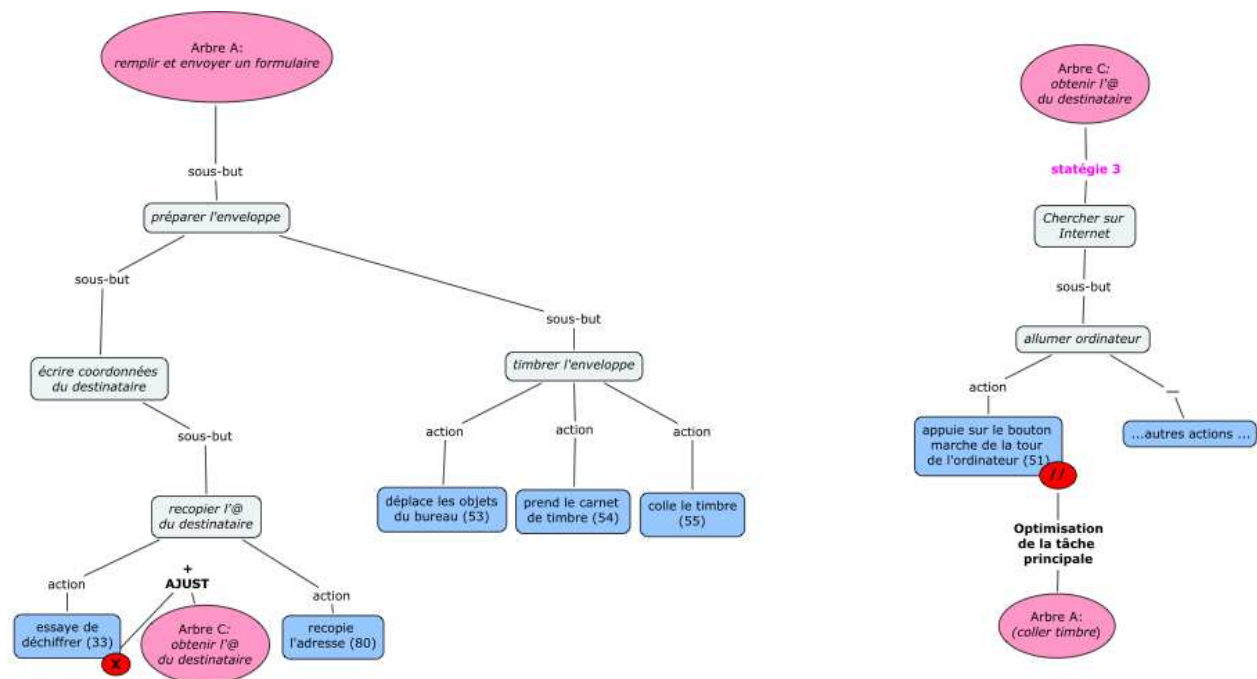 Arbre A:
remplir et envoyer un formulaire
sous-but
préparer l'enveloppe
sous-but
écrire coordonnées
du destinataire
sous-but
recopier l'@
du destinataire
action
essaye de
déchiffrer (33)
X
+
AJUST
Arbre C:
obtenir l'@
du destinataire
action
recopie
l'adresse (80)
sous-but
timbrer l'enveloppe
action
déplace les objets
du bureau (53)
action
prend le carnet
de timbre (54)
action
colle le timbre
(55)
Arbre C:
obtenir l'@
du destinataire
statégie 3
Chercher sur
Internet
sous-but
allumer ordinateur
action
appuie sur le bouton
marche de la tour
de l'ordinateur (51)
//
—
...autres actions ...
Optimisation
de la tâche
principale
Arbre A:
(coller timbre)